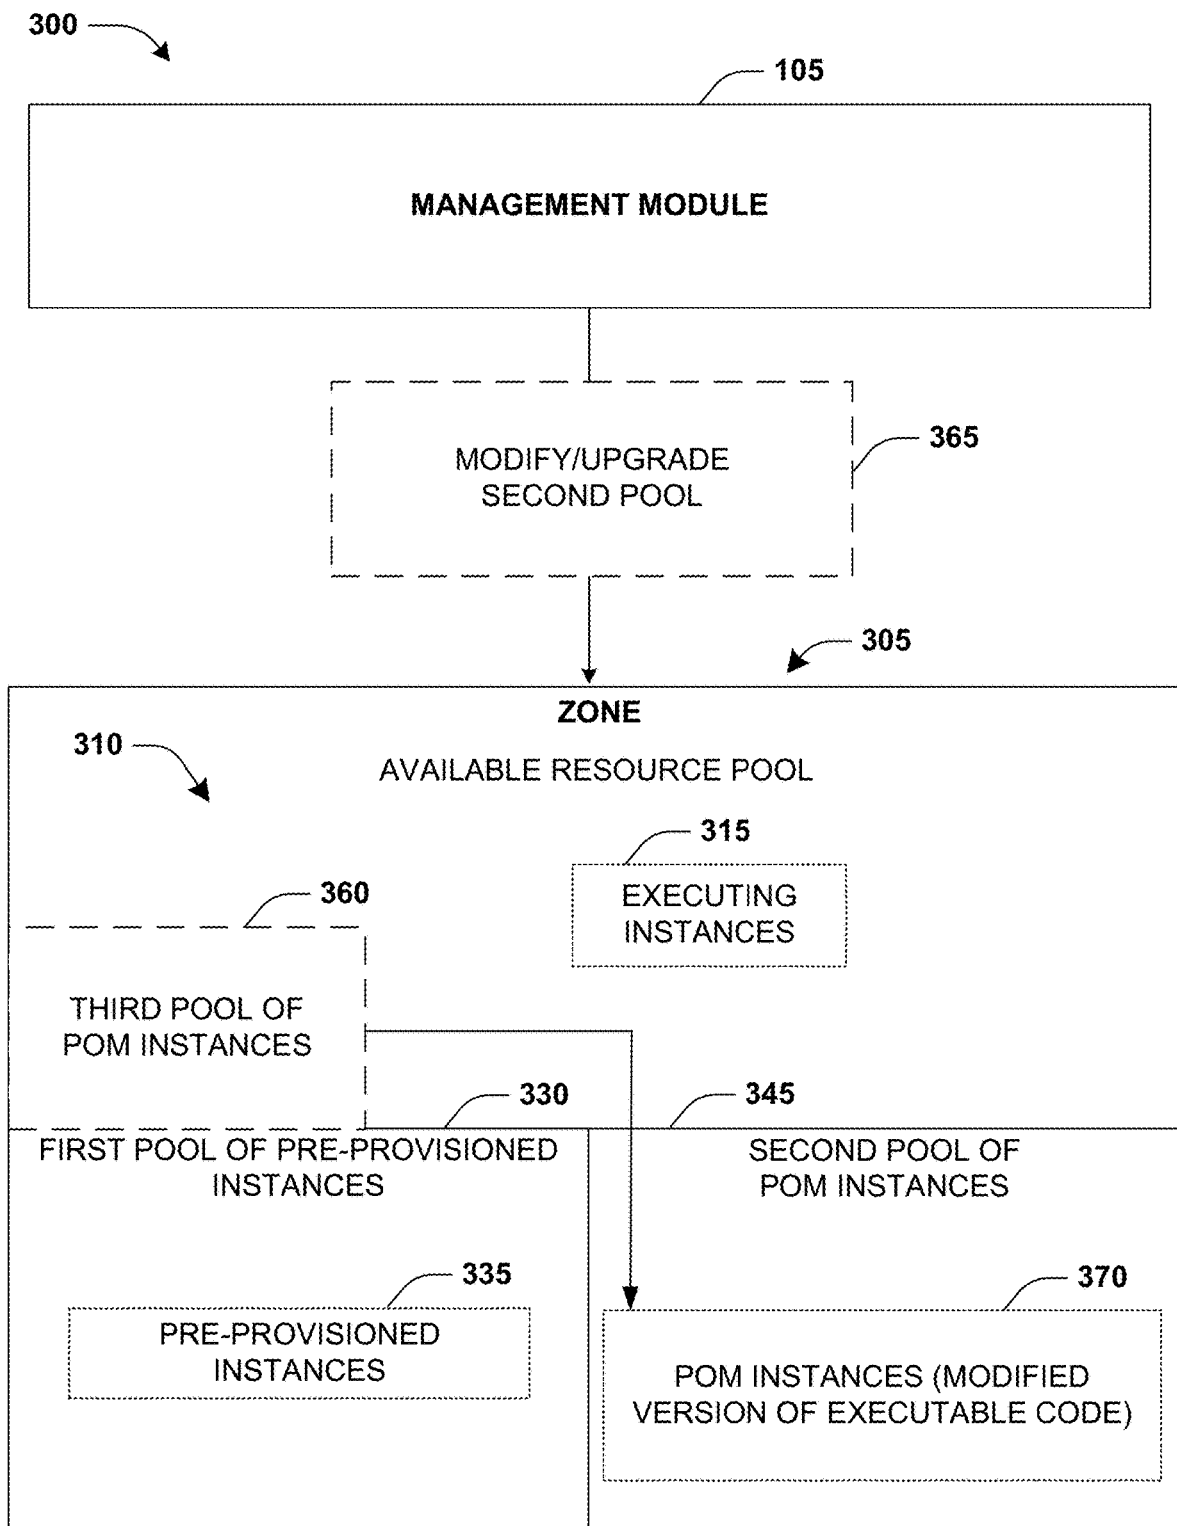 300
105
MANAGEMENT MODULE
365
MODIFY/UPGRADE
SECOND POOL
305
ZONE
310
AVAILABLE RESOURCE POOL
315
360
EXECUTING
INSTANCES
THIRD POOL OF
POM INSTANCES
330
345
FIRST POOL OF PRE-PROVISIONED
INSTANCES
SECOND POOL OF
POM INSTANCES
335
370
PRE-PROVISIONED
INSTANCES
POM INSTANCES (MODIFIED
VERSION OF EXECUTABLE CODE)